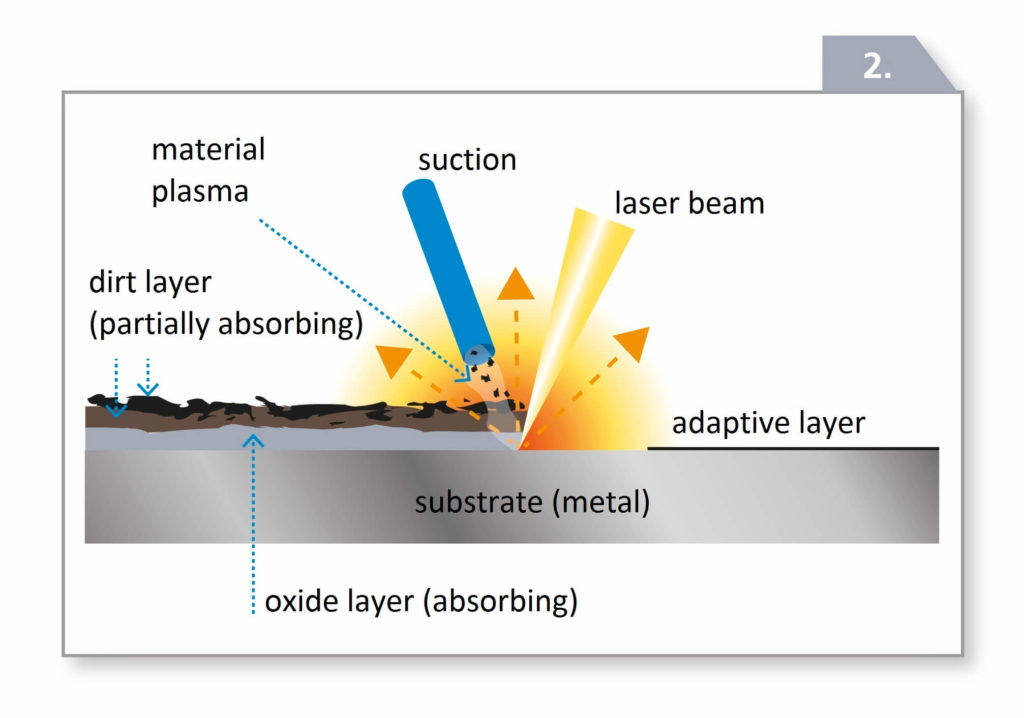 2.
material
plasma
suction
laser beam
dirt layer
(partially absorbing)
adaptive layer
substrate (metal)
oxide layer (absorbing)